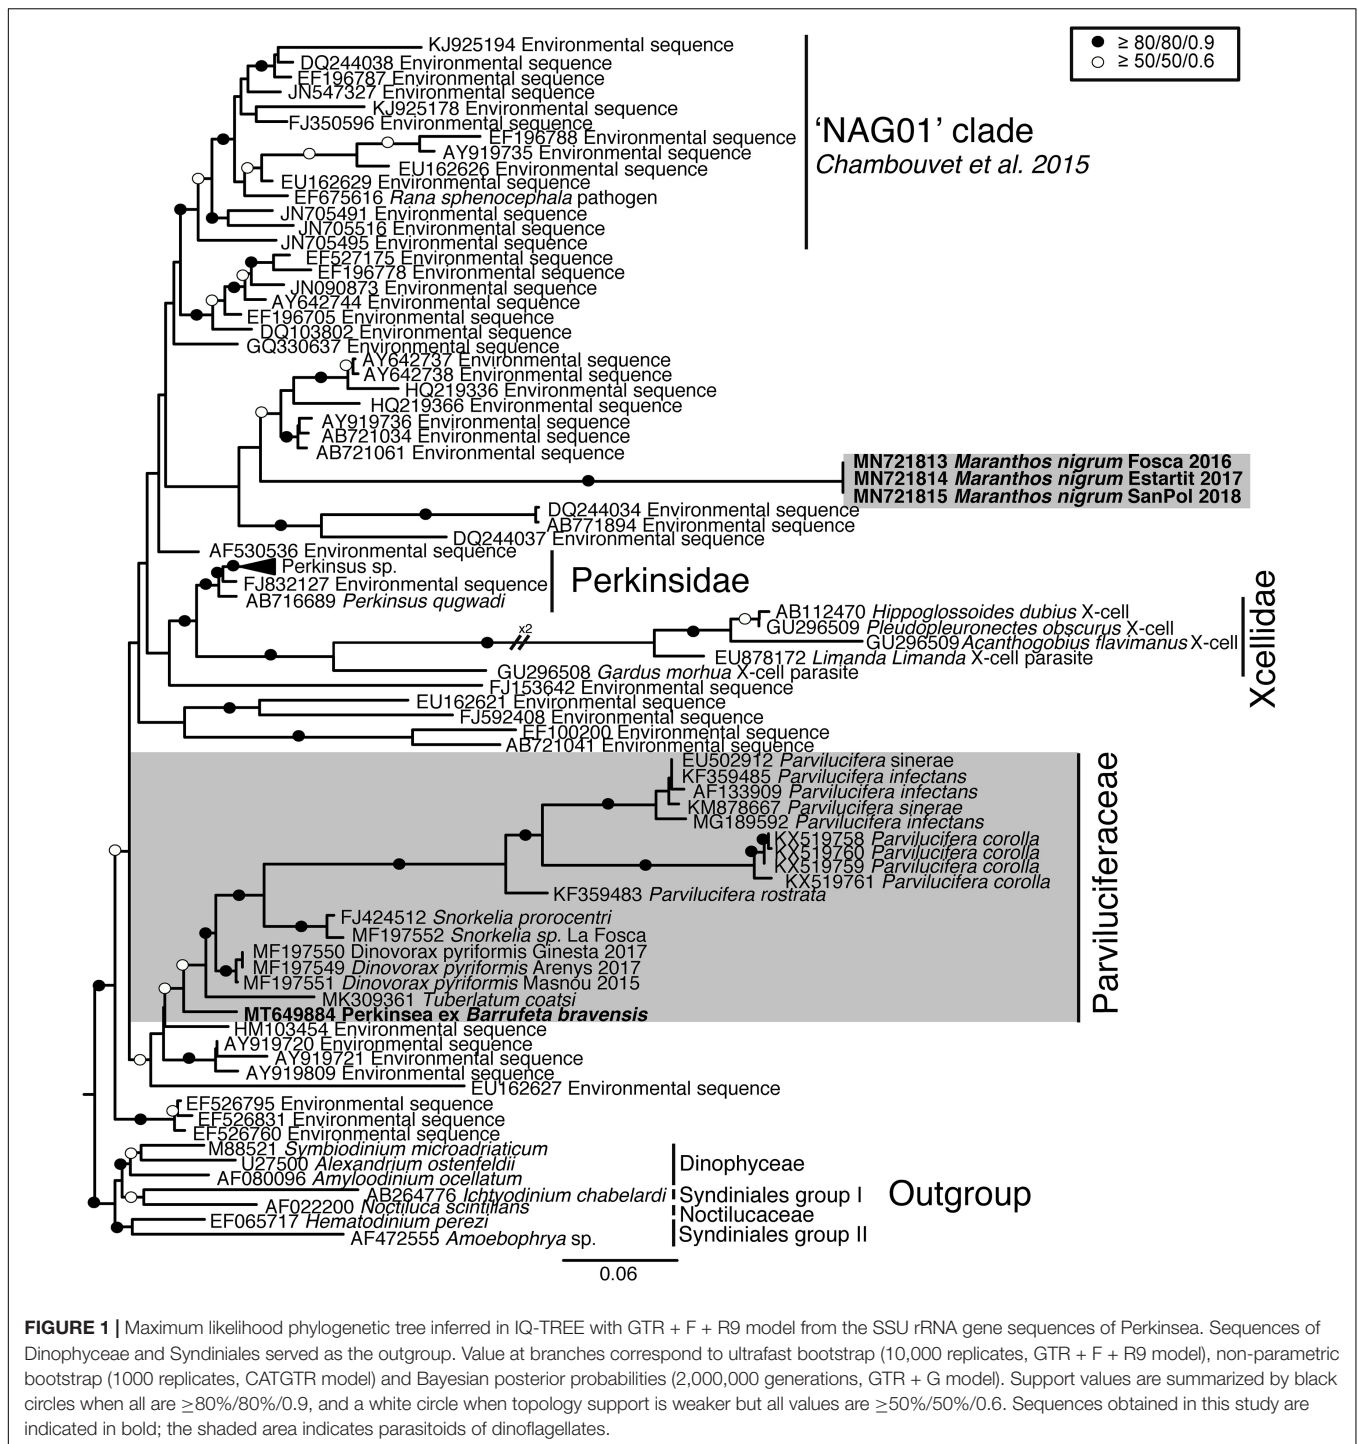 ≥ 80/80/0.9
≥ 50/50/0.6
KJ925194 Environmental sequence
DQ244038 Environmental sequence
EF196787 Environmental sequence
JN547327 Environmental sequence
KJ925178 Environmental sequence
FJ350596 Environmental sequence
EF196788 Environmental sequence
AY919735 Environmental sequence
EU162626 Environmental sequence
EU162629 Environmental sequence
EF675616 Rana sphenocephala pathogen
JN705491 Environmental sequence
JN705516 Environmental sequence
JN705495 Environmental sequence
'NAG01' clade
Chambouvet et al. 2015
EF527175 Environmental sequence
EF196778 Environmental sequence
JN090873 Environmental sequence
AY642744 Environmental sequence
EF196705 Environmental sequence
DQ103802 Environmental sequence
GQ330637 Environmental sequence
AY642737 Environmental sequence
AY642738 Environmental sequence
HQ219336 Environmental sequence
HQ219366 Environmental sequence
AY919736 Environmental sequence
AB721034 Environmental sequence
AB721061 Environmental sequence
MN721813 Maranthos nigrum Fosca 2016
MN721814 Maranthos nigrum Estartit 2017
MN721815 Maranthos nigrum SanPol 2018
DQ244034 Environmental sequence
AB771894 Environmental sequence
DQ244037 Environmental sequence
AF530536 Environmental sequence
Perkinsus sp.
FJ832127 Environmental sequence
AB716689 Perkinsus qugwadi
Perkinsidae
x2
AB112470 Hippoglossoides dubius X-cell
GU296509 Pleudopleuronectes obscurus X-cell
GU296509 Acanthogobius flavimanus X-cell
EU878172 Limanda Limanda X-cell parasite
GU296508 Gardus morhua X-cell parasite
Xcellidae
FJ153642 Environmental sequence
EU162621 Environmental sequence
FJ592408 Environmental sequence
EF100200 Environmental sequence
AB721041 Environmental sequence
EU502912 Parvilucifera sinerae
KF359485 Parvilucifera infectans
AF133909 Parvilucifera infectans
KM878667 Parvilucifera sinerae
MG189592 Parvilucifera infectans
KX519758 Parvilucifera corolla
KX519760 Parvilucifera corolla
KX519759 Parvilucifera corolla
KX519761 Parvilucifera corolla
KF359483 Parvilucifera rostrata
FJ424512 Snorkelia prorocentri
MF197552 Snorkelia sp. La Fosca
MF197550 Dinovorax pyriformis Ginesta 2017
MF197549 Dinovorax pyriformis Arenys 2017
MF197551 Dinovorax pyriformis Masnou 2015
MK309361 Tuberlatum coatsi
MT649884 Perkinsea ex Barrufeta bravensis
Parviluciferaceae
HM103454 Environmental sequence
AY919720 Environmental sequence
AY919721 Environmental sequence
AY919809 Environmental sequence
EU162627 Environmental sequence
EF526795 Environmental sequence
EF526831 Environmental sequence
EF526760 Environmental sequence
M88521 Symbiodinium microadriaticum
U27500 Alexandrium ostenfeldii
AF080096 Amyloodinium ocellatum
AB264776 Ichtyodinium chabelardi
AF022200 Noctiluca scintillans
EF065717 Hematodinium perezi
AF472555 Amoebophrya sp.
Dinophyceae
Syndiniales group I
Noctilucaceae
Syndiniales group II
Outgroup
0.06
FIGURE 1 | Maximum likelihood phylogenetic tree inferred in IQ-TREE with GTR + F + R9 model from the SSU rRNA gene sequences of Perkinsea. Sequences of
Dinophyceae and Syndiniales served as the outgroup. Value at branches correspond to ultrafast bootstrap (10,000 replicates, GTR + F + R9 model), non-parametric
bootstrap (1000 replicates, CATGTR model) and Bayesian posterior probabilities (2,000,000 generations, GTR + G model). Support values are summarized by black
circles when all are ≥80%/80%/0.9, and a white circle when topology support is weaker but all values are ≥50%/50%/0.6. Sequences obtained in this study are
indicated in bold; the shaded area indicates parasitoids of dinoflagellates.